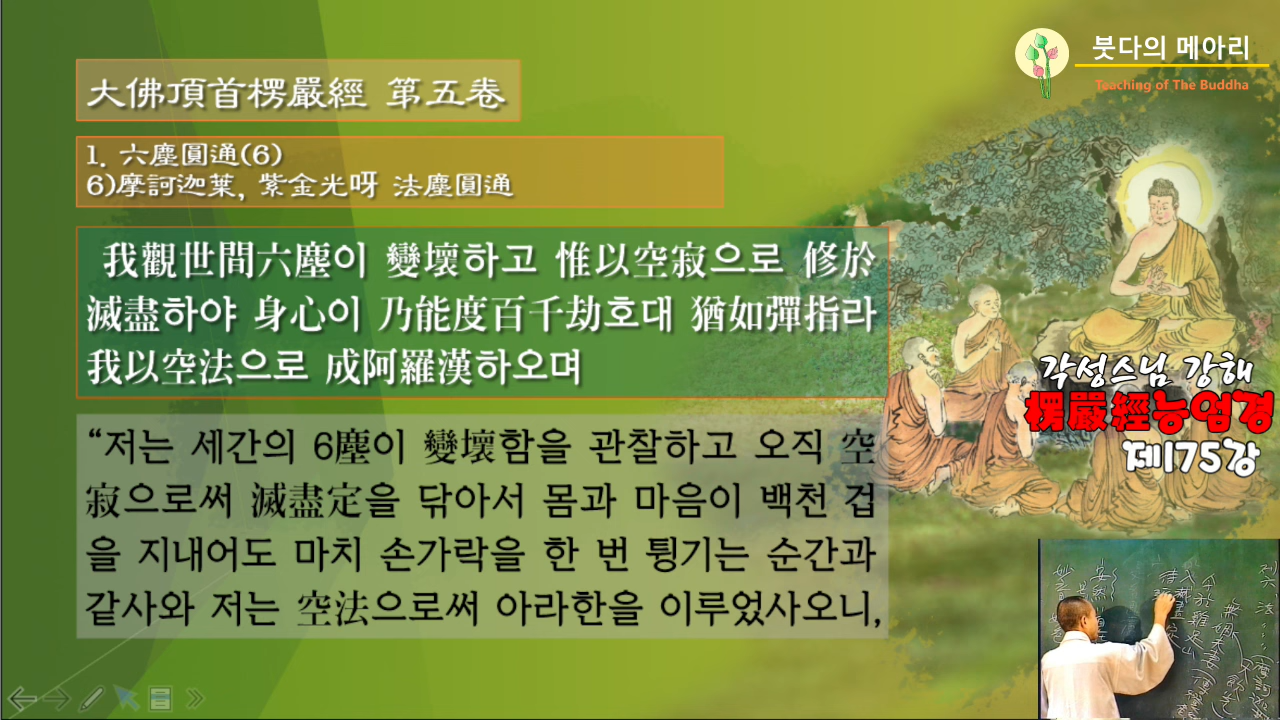 붓다의 메아리
Teaching of The Buddha
大佛頂首楞嚴經 第五卷
1. 六塵圓通(6)
6)摩訶迦葉, 紫金光呀 法塵圓通
我觀世間六塵이 變壞하고 惟以空寂으로 修於
滅盡하야 身心이 乃能度百千劫호대 猶如彈指라
我以空法으로 成阿羅漢하오며
“저는 세간의 6塵이 變壞함을 관찰하고 오직 空
寂으로써 滅盡定을 닦아서 몸과 마음이 백천 겁
을 지내어도 마치 손가락을 한 번 튕기는 순간과
같사와 저는 空法으로써 아라한을 이루었사오니,
각성스님 강해
楞嚴經능엄경
제175강